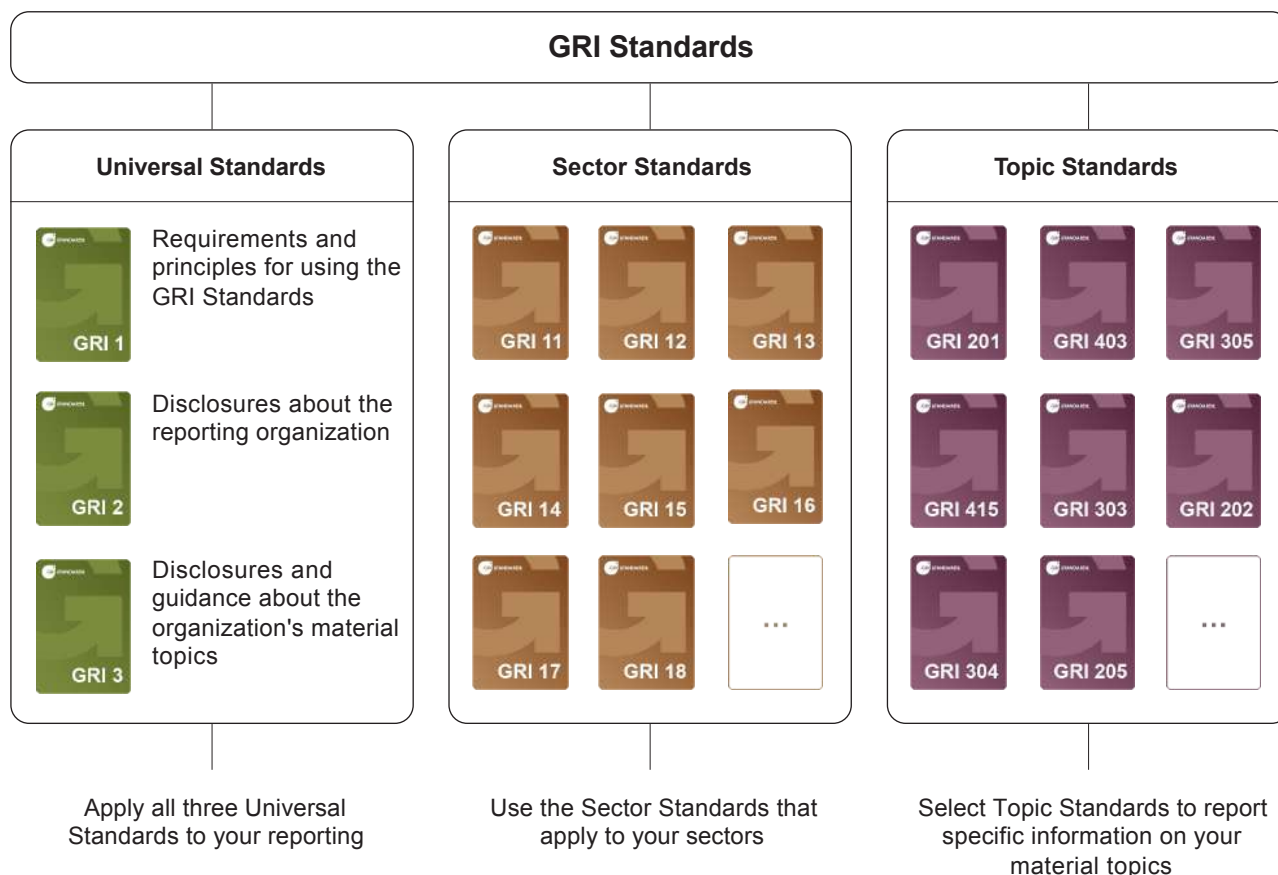 GRI Standards
Universal Standards
Requirements and
principles for using the
GRI Standards
GRI 1
Disclosures about the
reporting organization
GRI 2
Disclosures and
guidance about the
organization's material
topics
GRI 3
Apply all three Universal
Standards to your reporting
Sector Standards
GRI 11
GRI 12
GRI 13
GRI 14
GRI 15
GRI 16
GRI 17
GRI 18
...
Use the Sector Standards that
apply to your sectors
Topic Standards
GRI 201
GRI 403
GRI 305
GRI 415
GRI 303
GRI 202
GRI 304
GRI 205
...
Select Topic Standards to report
specific information on your
material topics